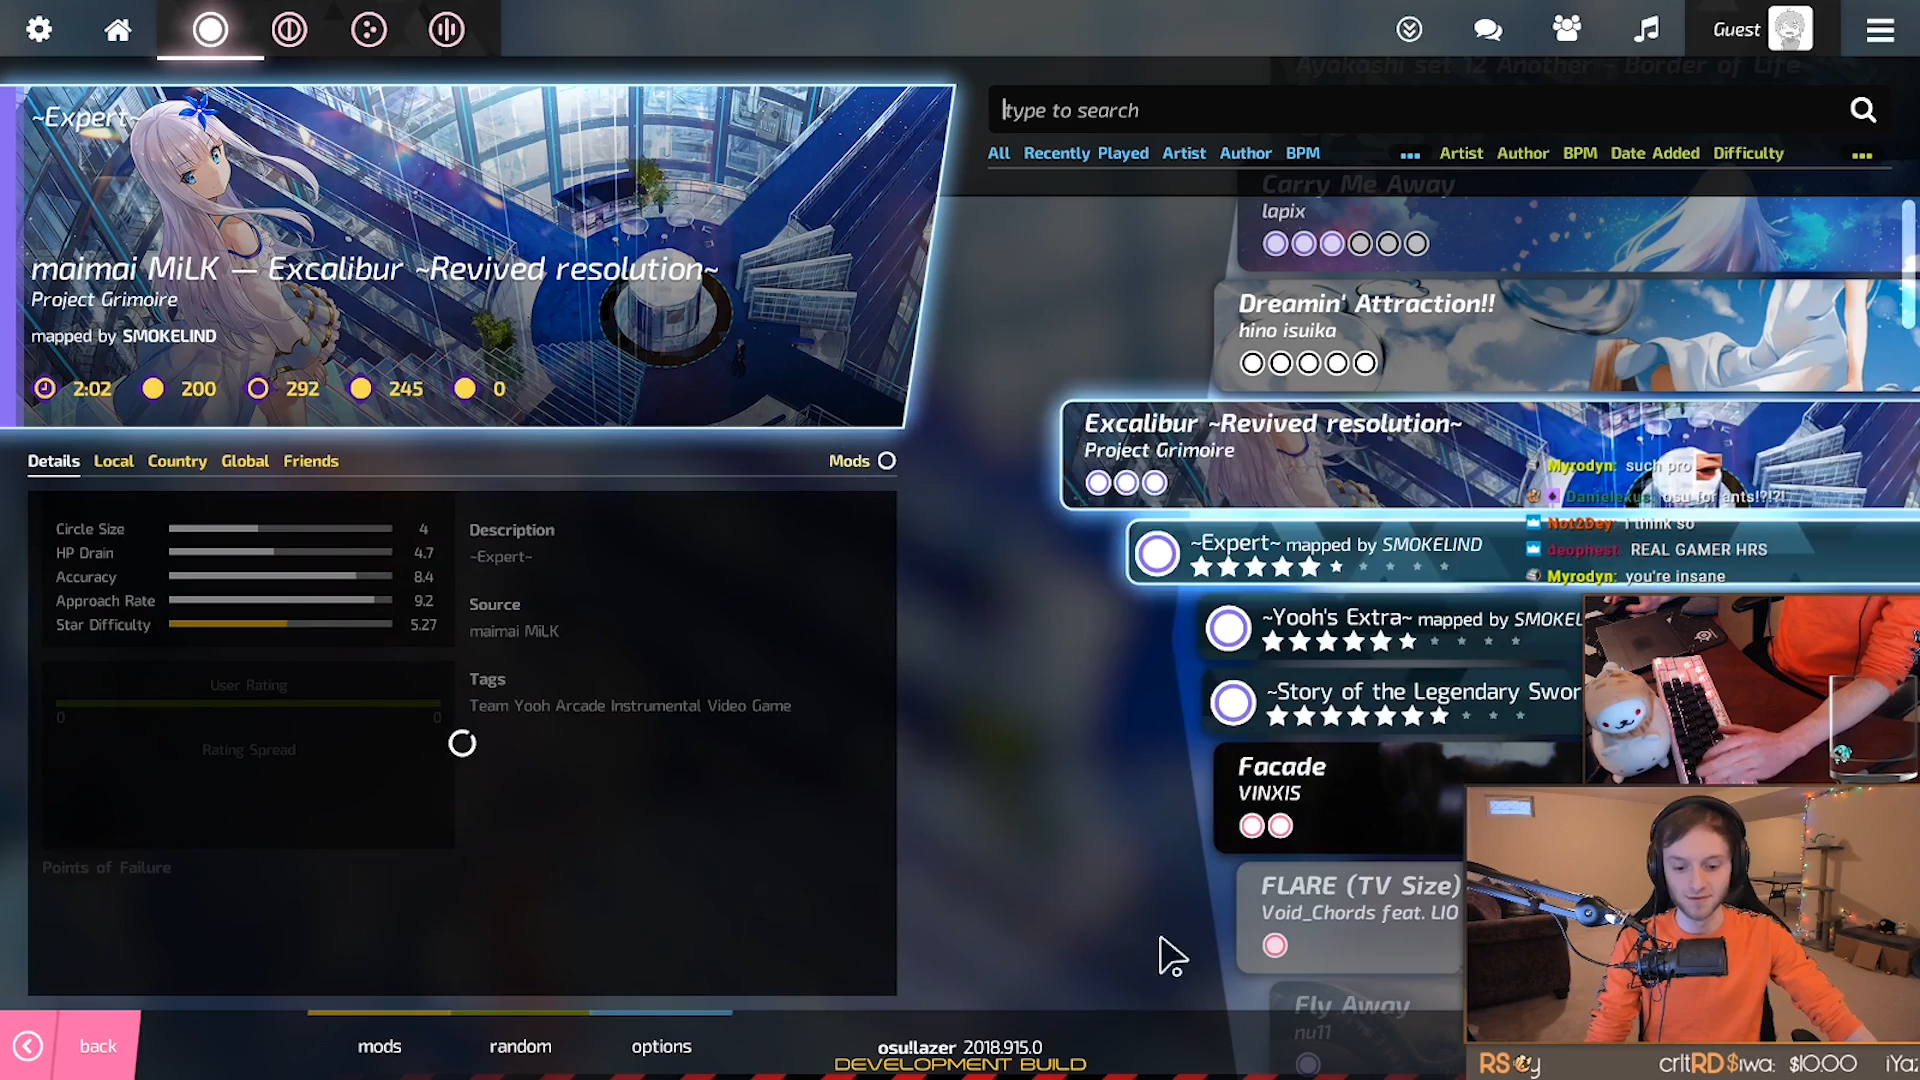 Guest
Ayakashi set 12 Another ~ Border of Life
~Expert~
type to search
All Recently Played Artist Author BPM ... Artist Author BPM Date Added Difficulty ...
Carry Me Away
lapix
maimai MiLK — Excalibur ~Revived resolution~
Project Grimoire
mapped by SMOKELIND
2:02 200 292 245 0
Dreamin' Attraction!!
hino isuika
Excalibur ~Revived resolution~
Project Grimoire
Myrodyn: such pro
Danielexus: osu for ants!?!?!
Not2Dey: i think so
deophest: REAL GAMER HRS
Myrodyn: you're insane
~Expert~ mapped by SMOKELIND
~Yooh's Extra~ mapped by SMOKEL
~Story of the Legendary Swor
Facade
VINXIS
FLARE (TV Size)
Void_Chords feat. LIO
Fly Away
nu11
Details Local Country Global Friends Mods
Circle Size 4
HP Drain 4.7
Accuracy 8.4
Approach Rate 9.2
Star Difficulty 5.27
Description
~Expert~
Source
maimai MiLK
Tags
Team Yooh Arcade Instrumental Video Game
User Rating
0 0
Rating Spread
Points of Failure
back mods random options
osu!lazer 2018.915.0
DEVELOPMENT BUILD
$10.00